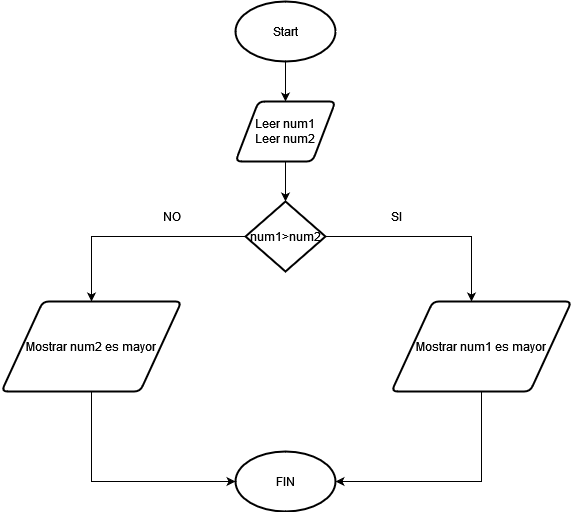 Start
Leer num1
Leer num2
NO
SI
num1>num2
Mostrar num2 es mayor
Mostrar num1 es mayor
FIN